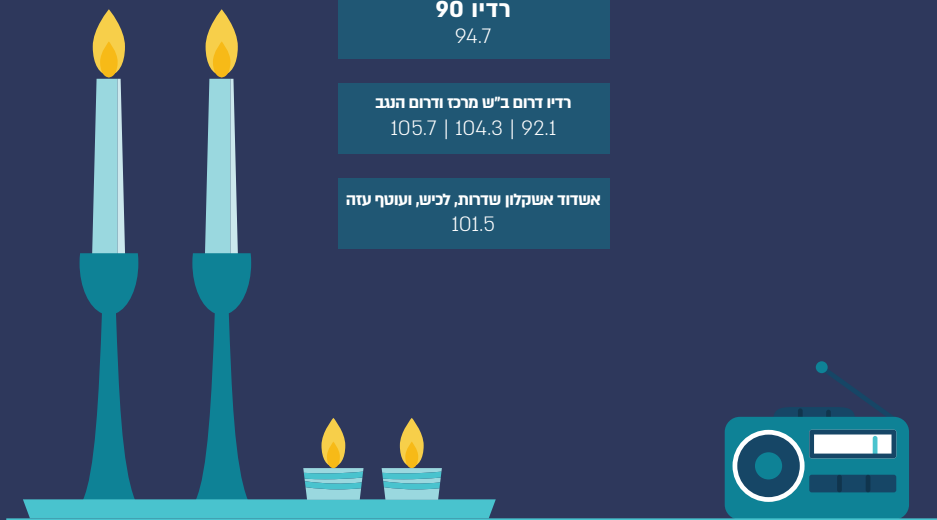 רדיו 90
94.7
רדיו דרום ב"ש מרכז ודרום הנגב
105.7 | 104.3 | 92.1
אשדוד אשקלון שדרות, לכיש, ועוטף עזה
101.5